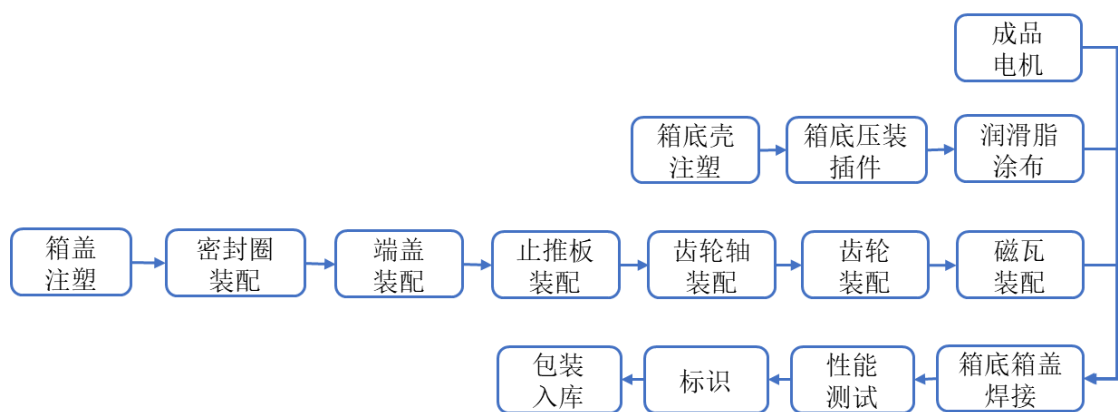 成品
电机
箱底壳
注塑
箱底压装
插件
润滑脂
涂布
箱盖
注塑
密封圈
装配
端盖
装配
止推板
装配
齿轮轴
装配
齿轮
装配
磁瓦
装配
包装
入库
标识
性能
测试
箱底箱盖
焊接